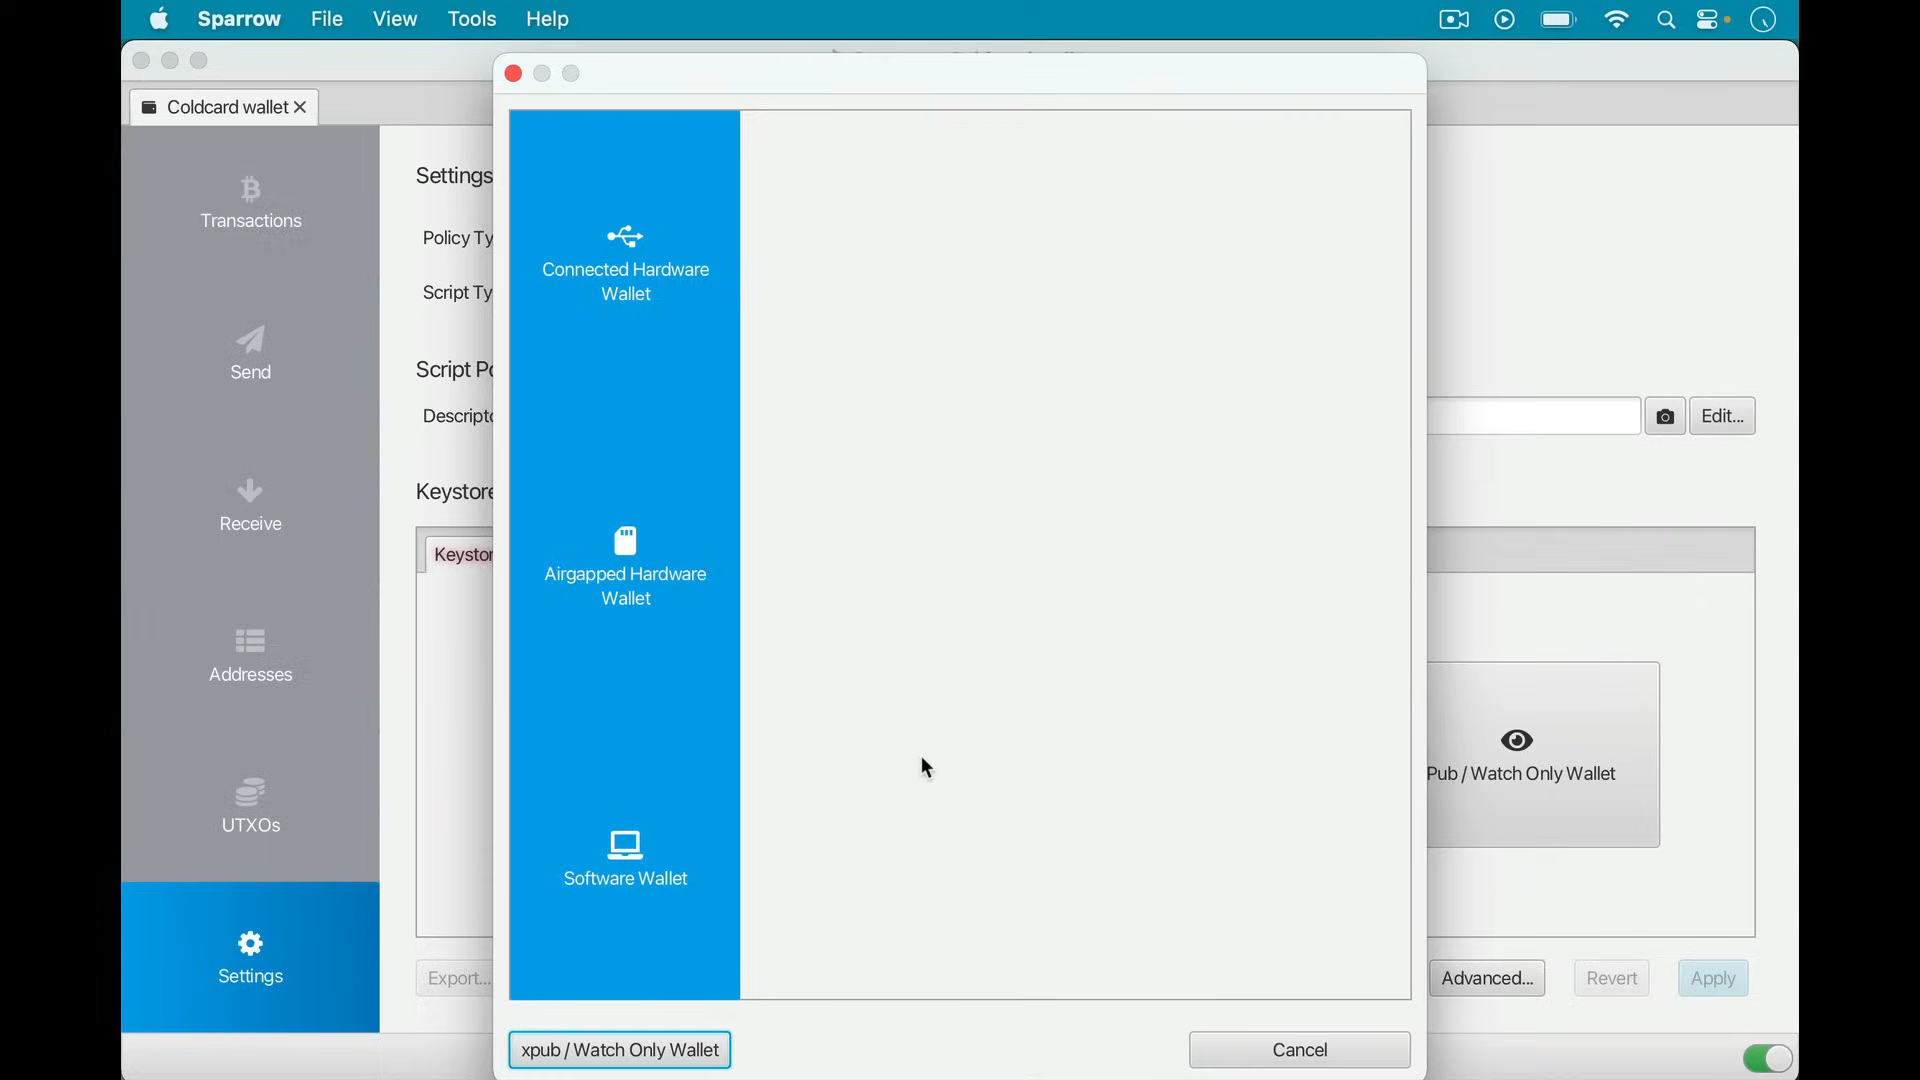 Sparrow File View Tools Help
Coldcard wallet
Transactions
Send
Receive
Addresses
UTXOs
Settings
Settings
Policy Ty
Script Ty
Script Po
Descripto
Edit...
Keystore
Keystor
Pub / Watch Only Wallet
Export...
Advanced...
Revert
Apply
Connected Hardware
Wallet
Airgapped Hardware
Wallet
Software Wallet
xpub / Watch Only Wallet
Cancel